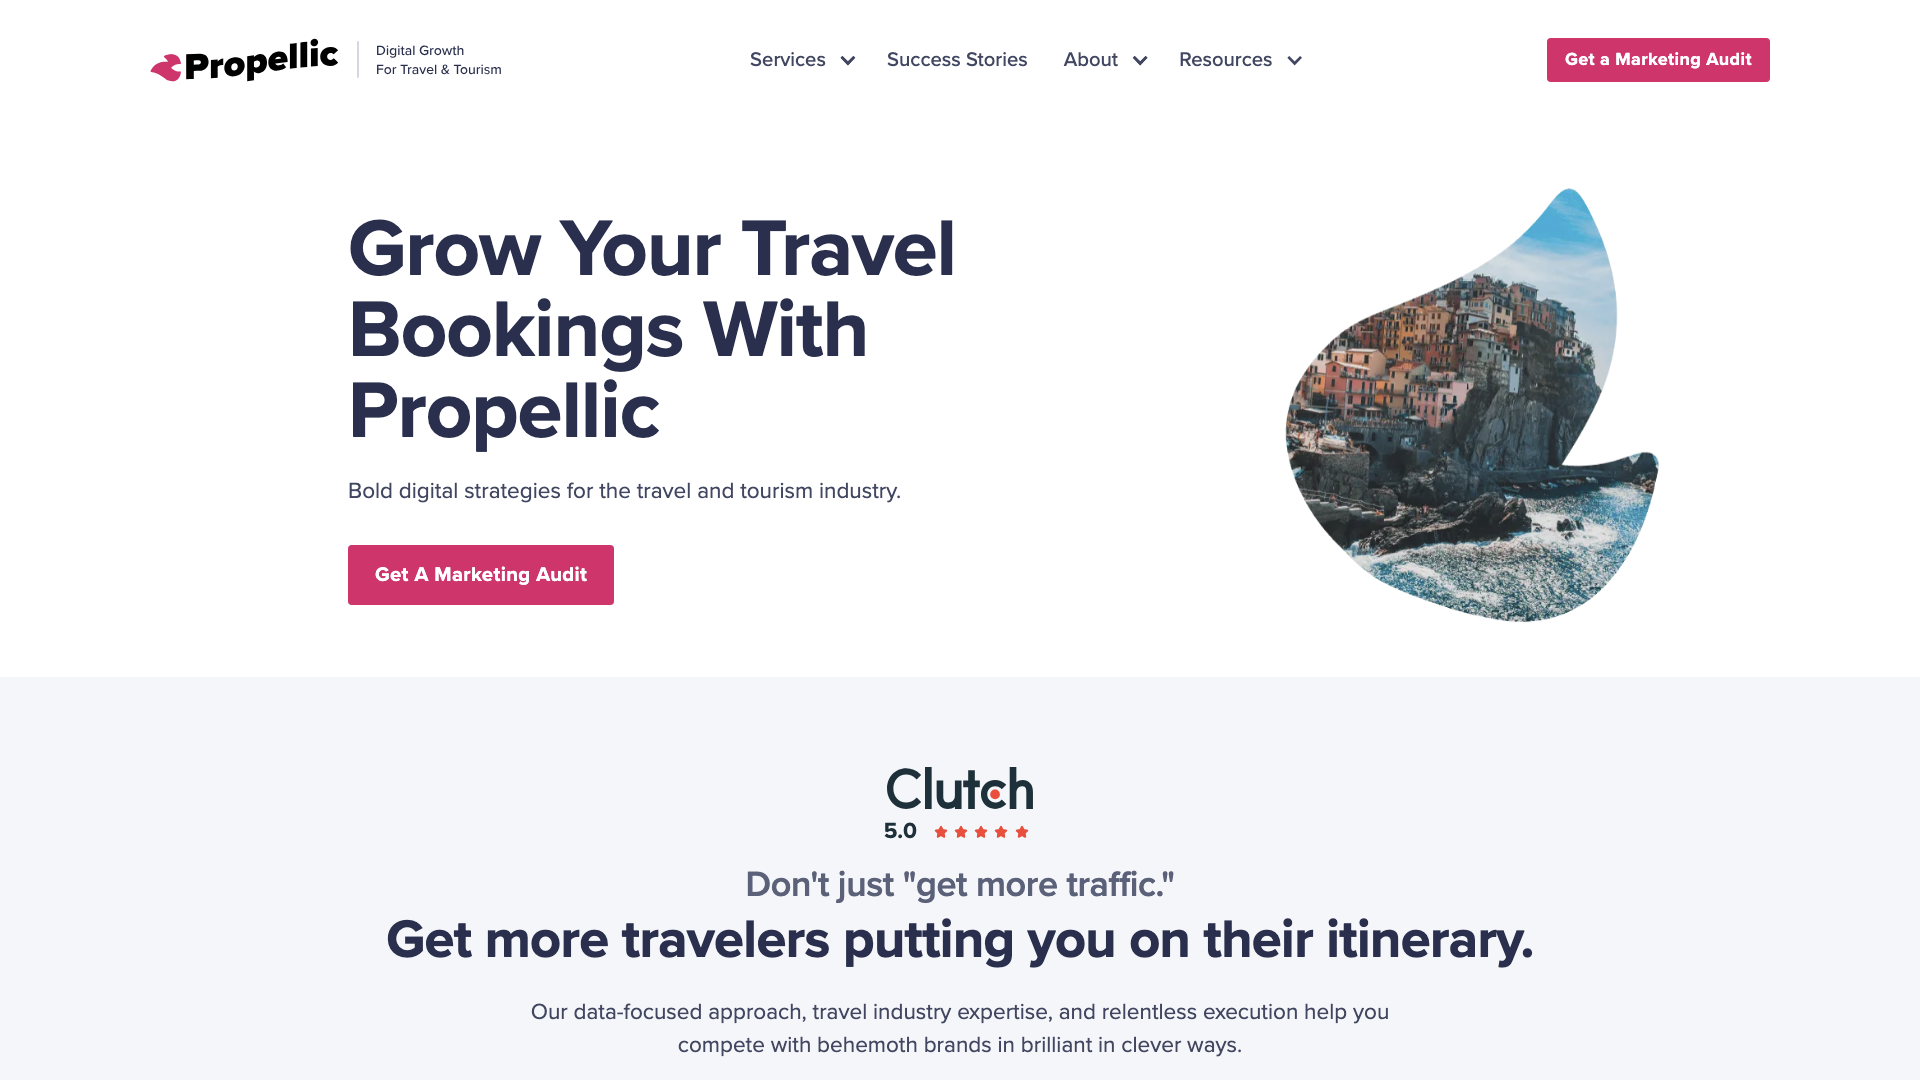 Propellic
Digital Growth
For Travel & Tourism
Services
Success Stories
About
Resources
Get a Marketing Audit
Grow Your Travel
Bookings With
Propellic
Bold digital strategies for the travel and tourism industry.
Get A Marketing Audit
Clutch
5.0
Don't just "get more traffic."
Get more travelers putting you on their itinerary.
Our data-focused approach, travel industry expertise, and relentless execution help you
compete with behemoth brands in brilliant in clever ways.